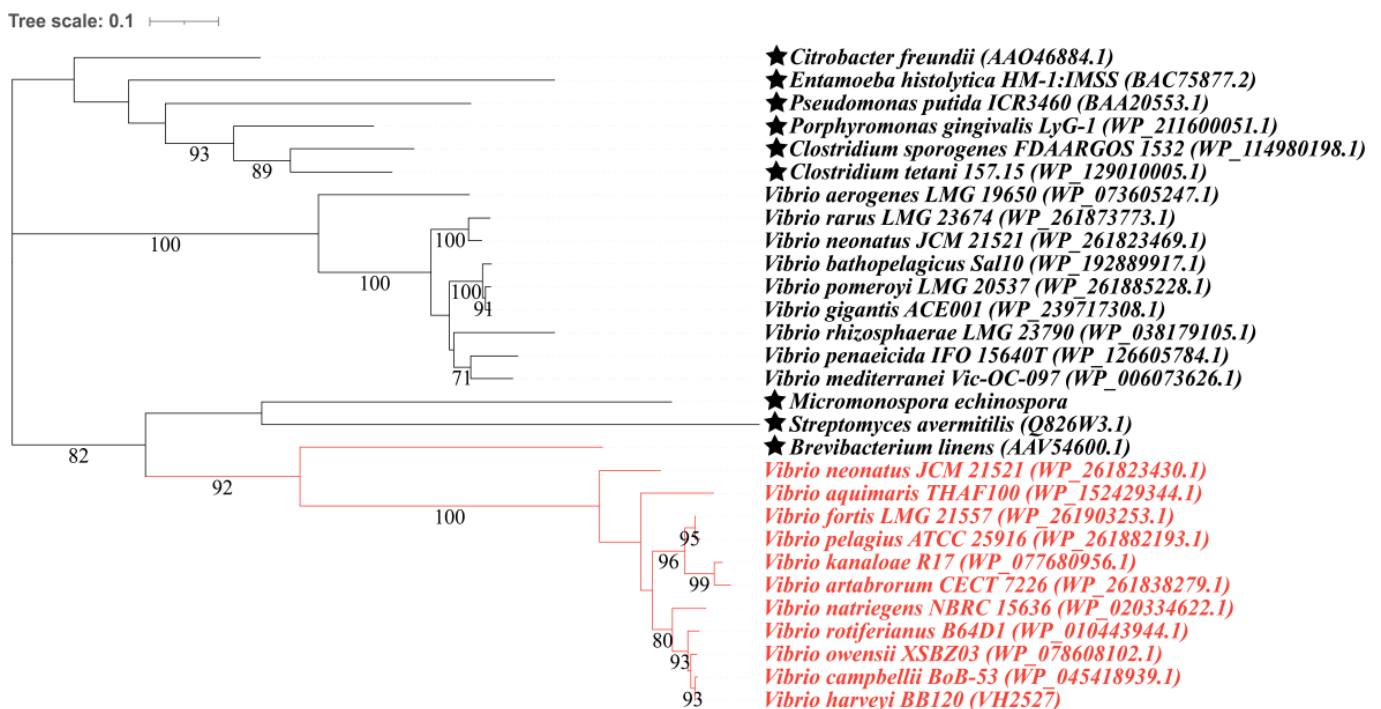 Tree scale: 0.1
★Citrobacter freundii (AAO46884.1)
★Entamoeba histolytica HM-1:IMSS (BAC75877.2)
★Pseudomonas putida ICR3460 (BAA20553.1)
★Porphyromonas gingivalis LyG-1 (WP_211600051.1)
93
★Clostridium sporogenes FDAARGOS 1532 (WP_114980198.1)
89
★Clostridium tetani 157.15 (WP_129010005.1)
Vibrio aerogenes LMG 19650 (WP_073605247.1)
Vibrio rarus LMG 23674 (WP_261873773.1)
100
100
Vibrio neonatus JCM 21521 (WP_261823469.1)
Vibrio bathopelagicus Sal10 (WP_192889917.1)
100
100
Vibrio pomeroyi LMG 20537 (WP_261885228.1)
91
Vibrio gigantis ACE001 (WP_239717308.1)
Vibrio rhizosphaerae LMG 23790 (WP_038179105.1)
Vibrio penaeicida IFO 15640T (WP_126605784.1)
71
Vibrio mediterranei Vic-OC-097 (WP_006073626.1)
★Micromonospora echinospora
★Streptomyces avermitilis (Q826W3.1)
82
★Brevibacterium linens (AAV54600.1)
Vibrio neonatus JCM 21521 (WP_261823430.1)
92
Vibrio aquimaris THAF100 (WP_152429344.1)
100
Vibrio fortis LMG 21557 (WP_261903253.1)
95
Vibrio pelagius ATCC 25916 (WP_261882193.1)
96
Vibrio kanaloae R17 (WP_077680956.1)
99
Vibrio artabrorum CECT 7226 (WP_261838279.1)
Vibrio natriegens NBRC 15636 (WP_020334622.1)
80
Vibrio rotiferianus B64D1 (WP_010443944.1)
93
Vibrio owensii XSBZ03 (WP_078608102.1)
Vibrio campbellii BoB-53 (WP_045418939.1)
93
Vibrio harveyi BB120 (VH2527)